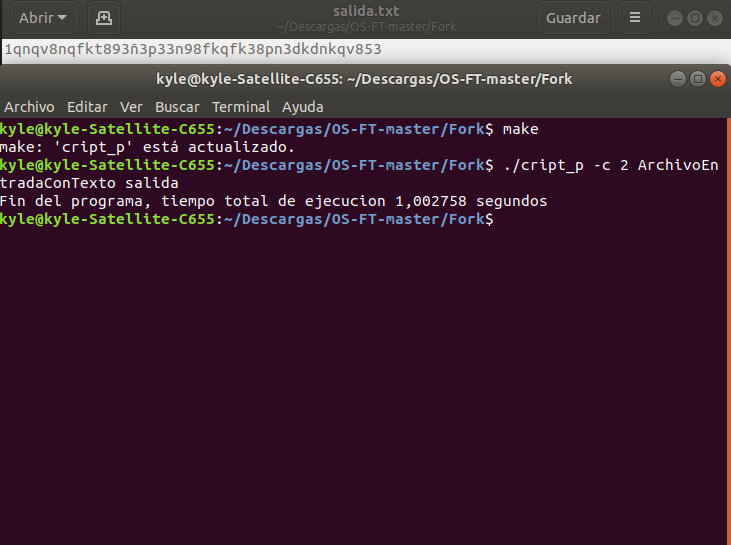 Abrir
salida.txt
~/Descargas/OS-FT-master/Fork
Guardar
1qnqv8nqfkt893ñ3p33n98fkqfk38pn3dkdnkqv853
kyle@kyle-Satellite-C655: ~/Descargas/OS-FT-master/Fork
Archivo Editar Ver Buscar Terminal Ayuda
kyle@kyle-Satellite-C655:~/Descargas/OS-FT-master/Fork$ make
make: 'cript_p' está actualizado.
kyle@kyle-Satellite-C655:~/Descargas/OS-FT-master/Fork$ ./cript_p -c 2 ArchivoEn
tradaConTexto salida
Fin del programa, tiempo total de ejecucion 1,002758 segundos
kyle@kyle-Satellite-C655:~/Descargas/OS-FT-master/Fork$